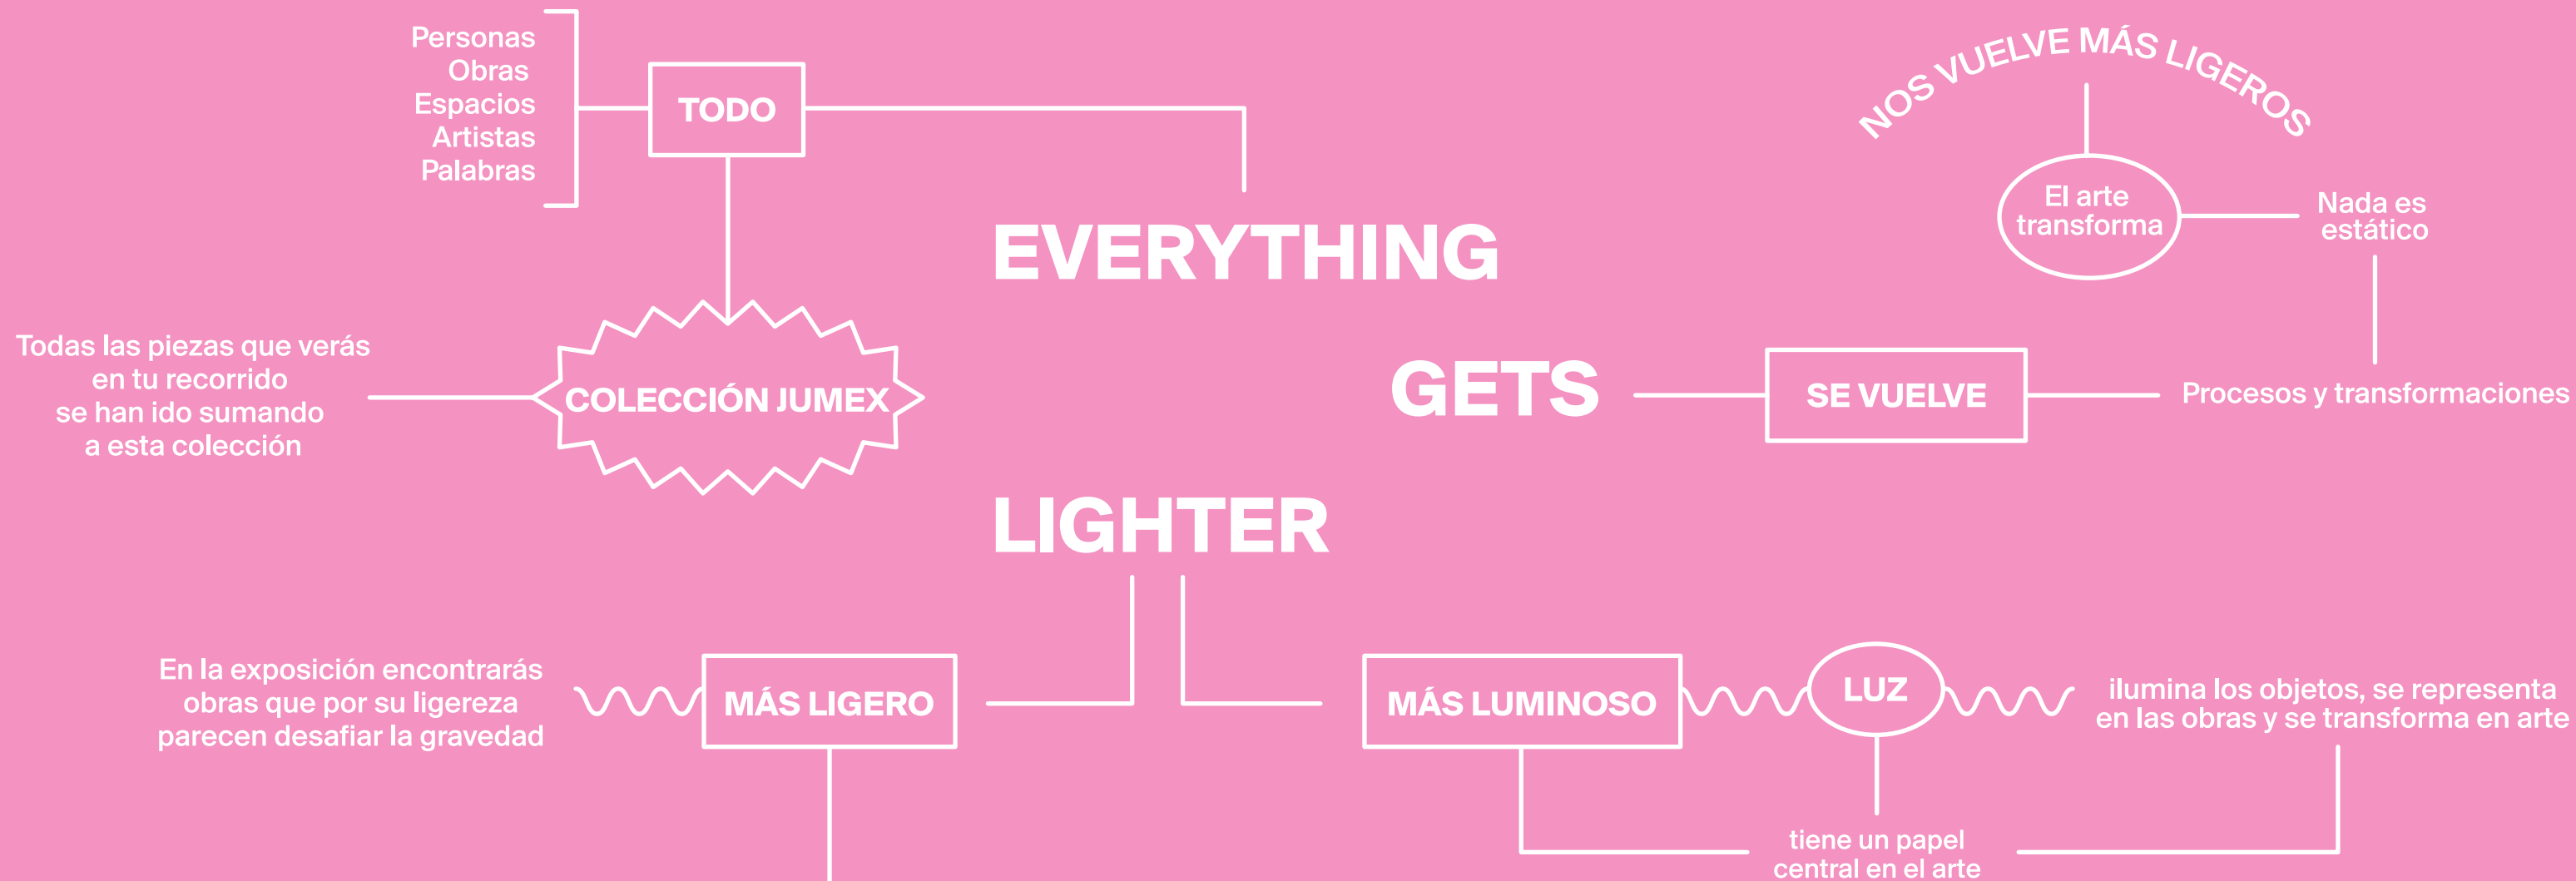 Personas
Obras
Espacios
Artistas
Palabras
TODO
EVERYTHING
NOS VUELVE MÁS LIGEROS
El arte
transforma
Nada es
estático
Todas las piezas que verás
en tu recorrido
se han ido sumando
a esta colección
COLECCIÓN JUMEX
GETS
SE VUELVE
Procesos y transformaciones
LIGHTER
En la exposición encontrarás
obras que por su ligereza
parecen desafiar la gravedad
MÁS LIGERO
MÁS LUMINOSO
LUZ
ilumina los objetos, se representa
en las obras y se transforma en arte
tiene un papel
central en el arte